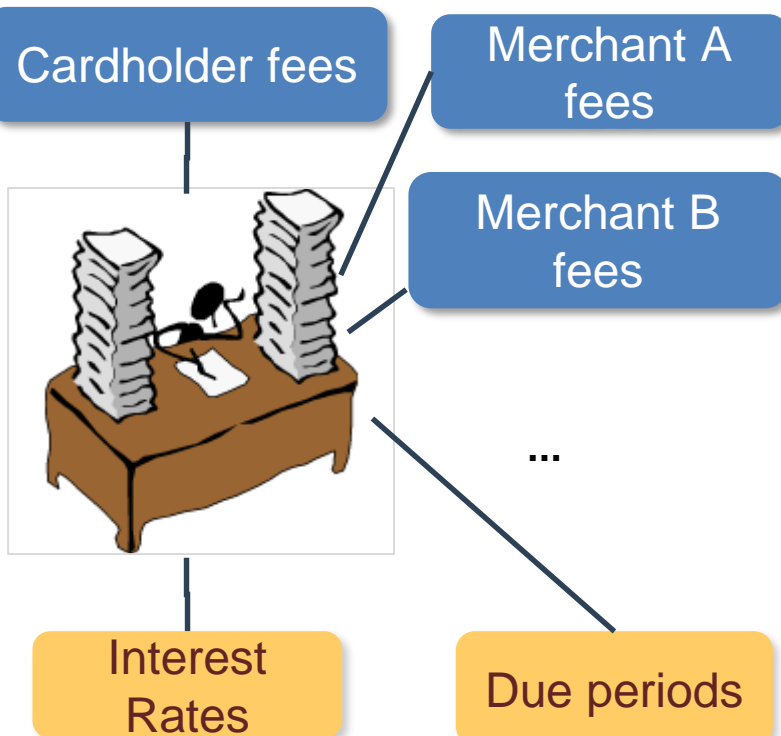 Cardholder fees
Merchant A
fees
Merchant B
fees
...
Interest
Rates
Due periods